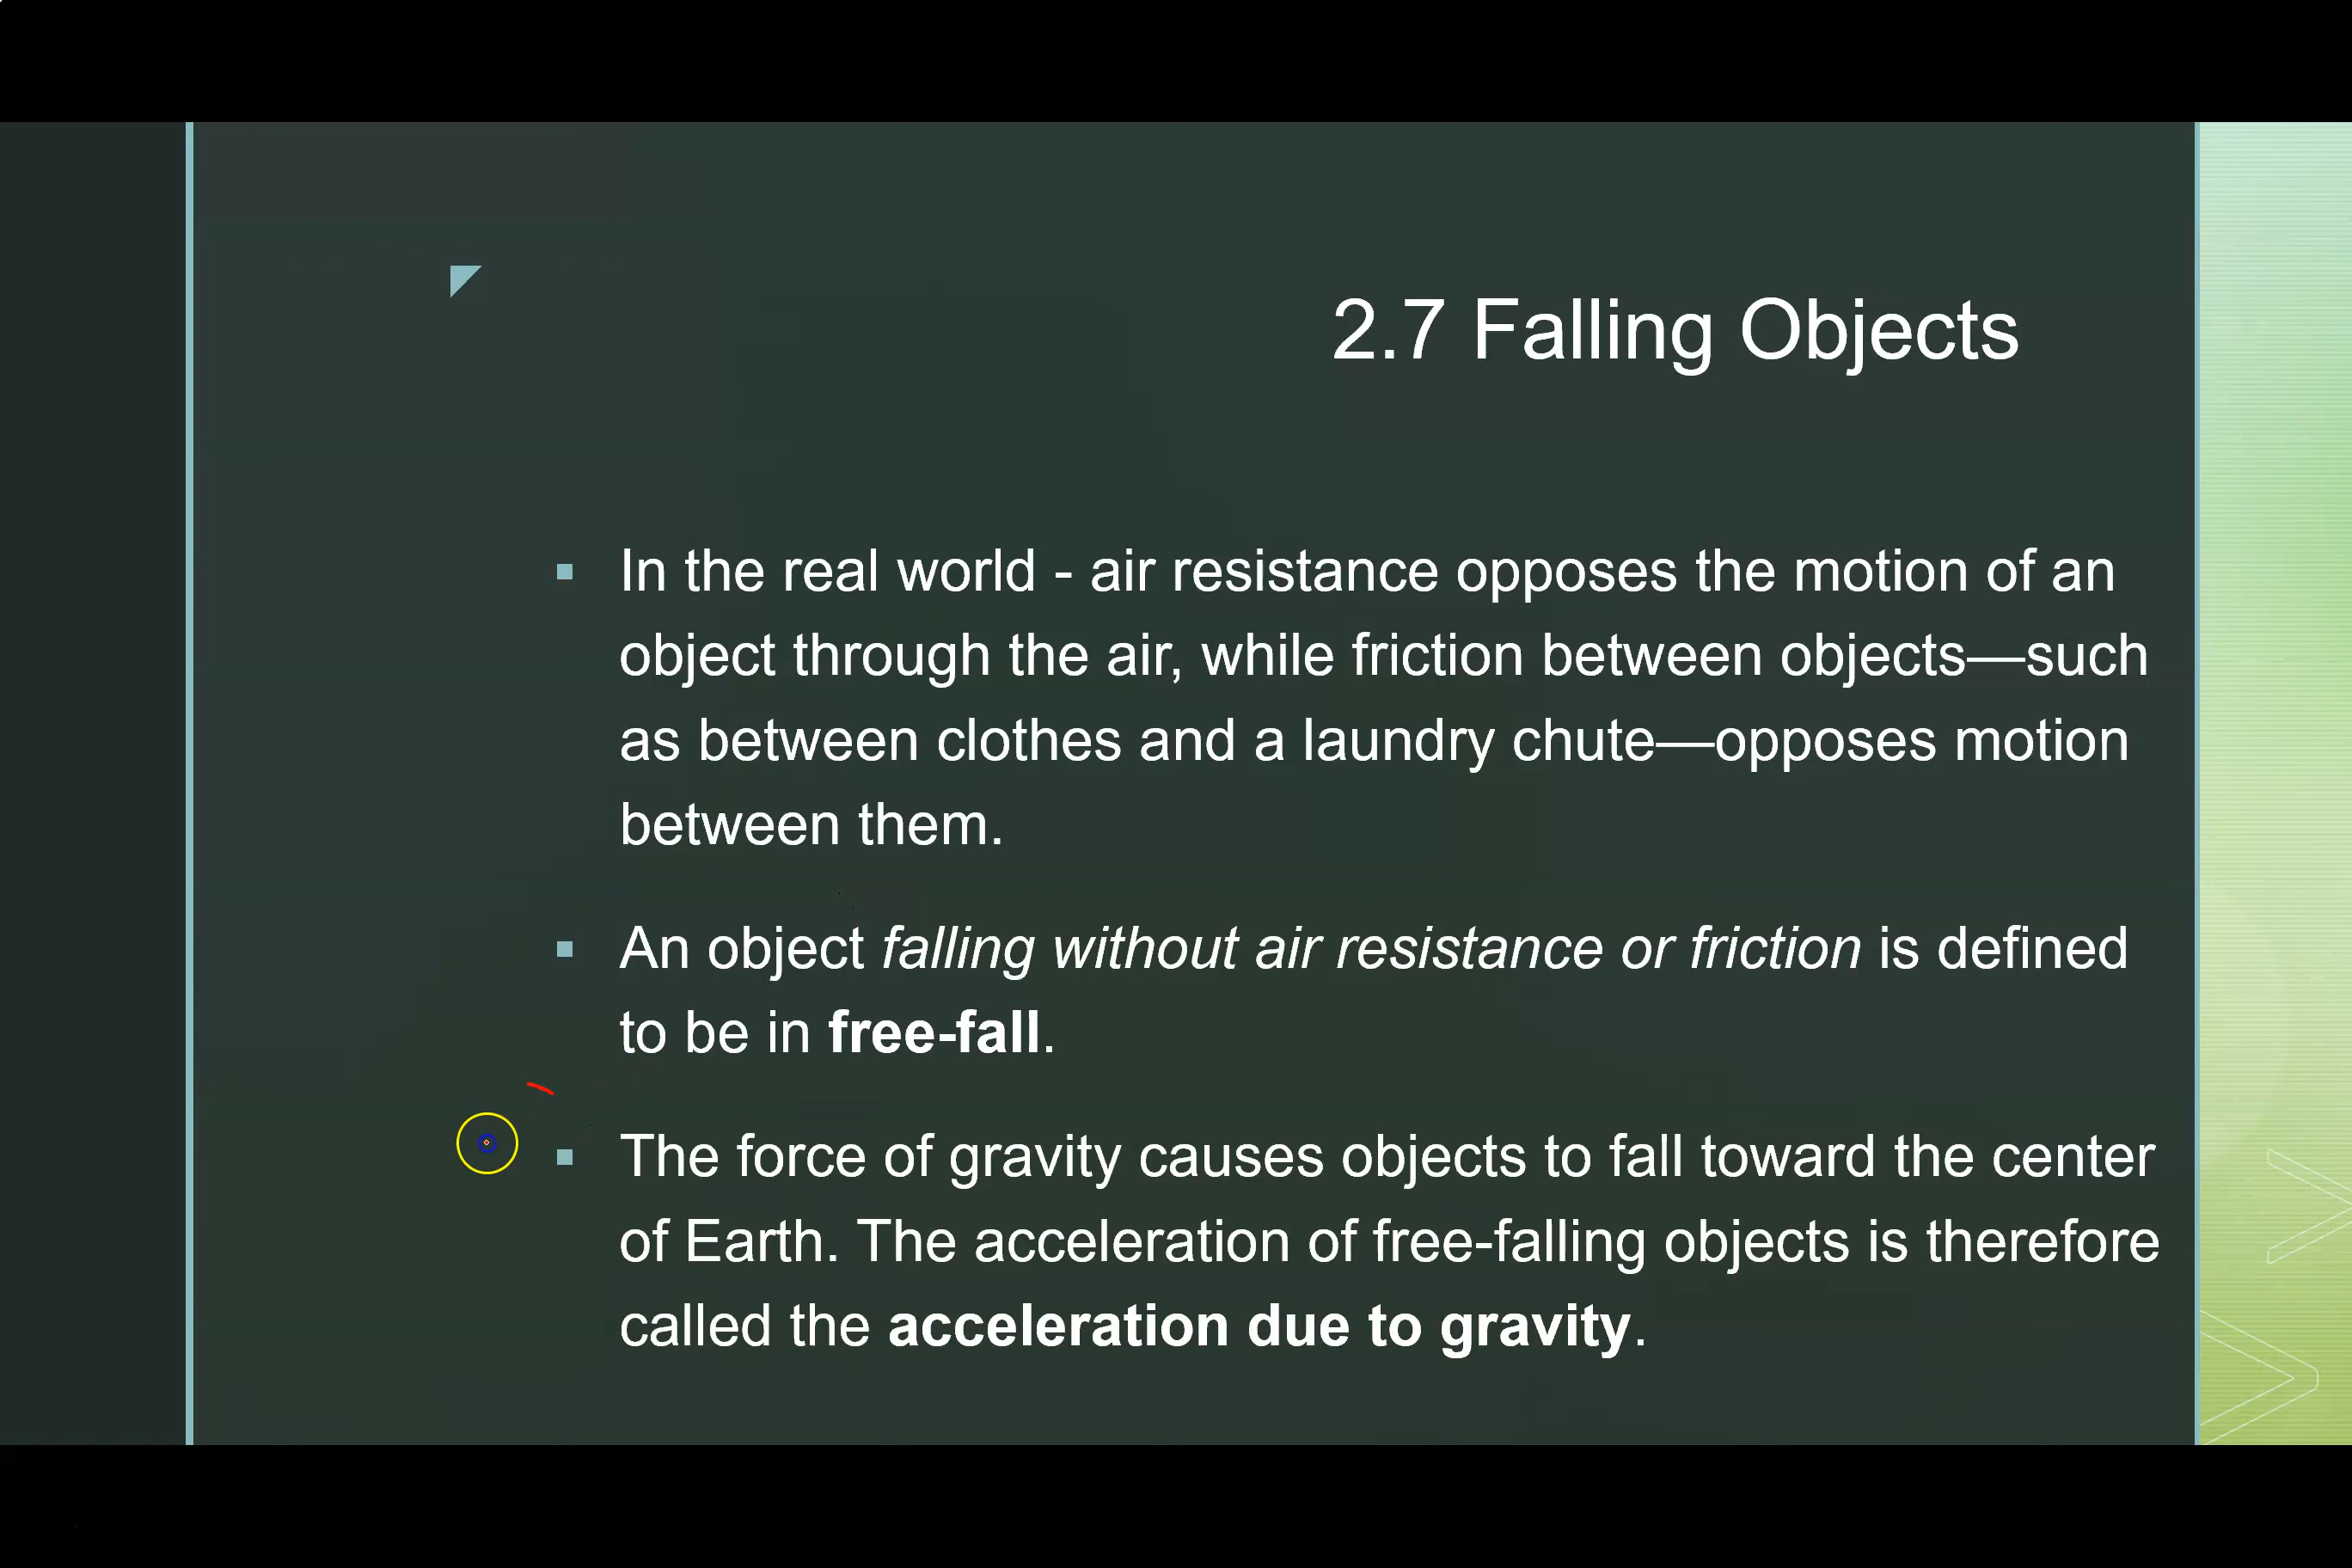 2.7 Falling Objects
In the real world - air resistance opposes the motion of an
object through the air, while friction between objects—such
as between clothes and a laundry chute—opposes motion
between them.
An object falling without air resistance or friction is defined
to be in free-fall.
The force of gravity causes objects to fall toward the center
of Earth. The acceleration of free-falling objects is therefore
called the acceleration due to gravity.